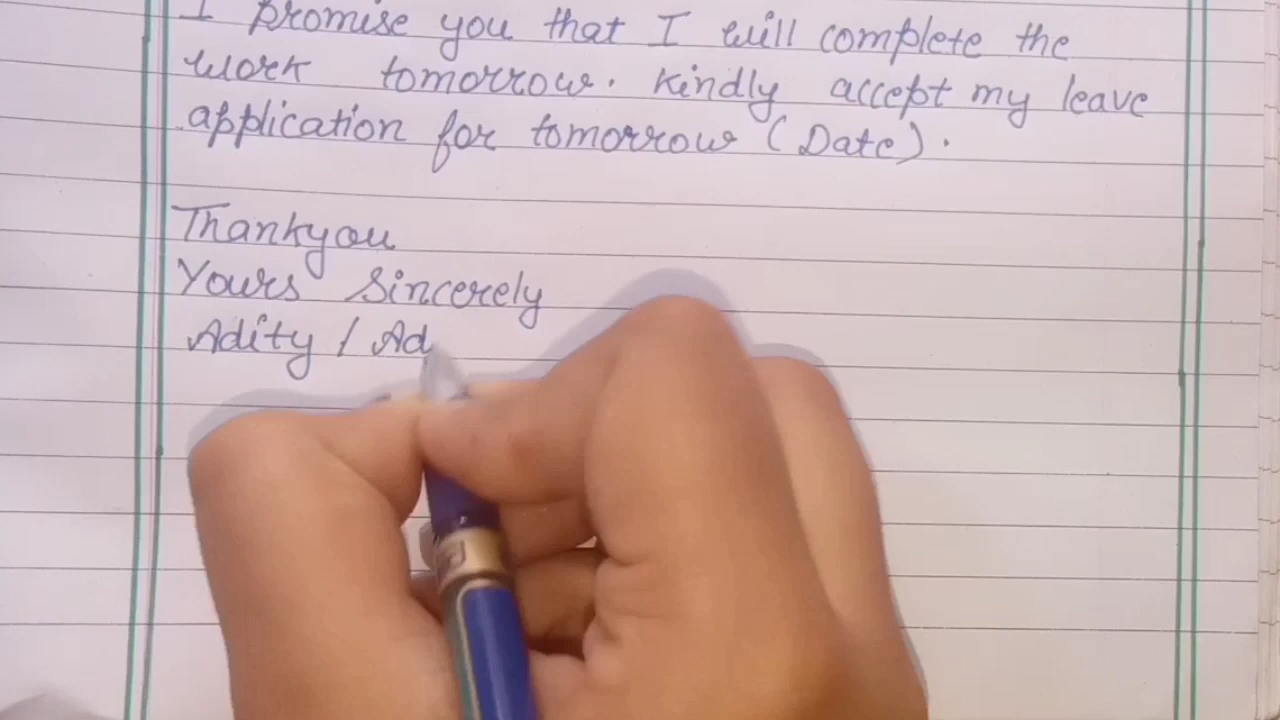 I promise you that I will complete the
work tomorrow. Kindly accept my leave
application for tomorrow (Date).
Thankyou
Yours Sincerely
Adity / Ad